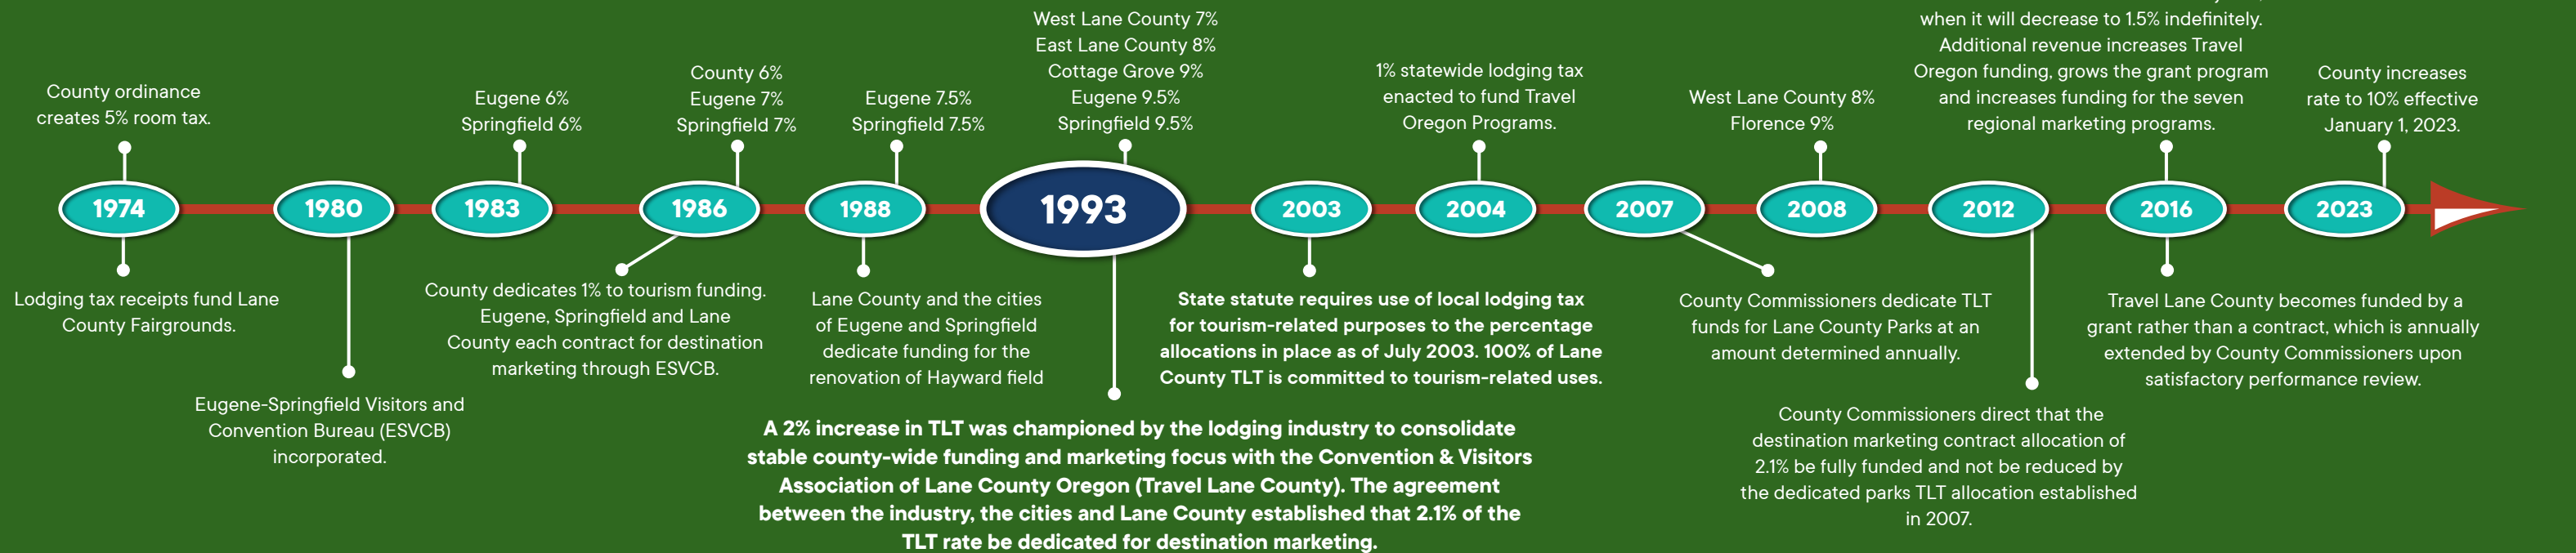 County ordinance
creates 5% room tax.
1974
Lodging tax receipts fund Lane
County Fairgrounds.
1980
Eugene-Springfield Visitors and
Convention Bureau (ESVCB)
incorporated.
Eugene 6%
Springfield 6%
1983
County 6%
Eugene 7%
Springfield 7%
1986
County dedicates 1% to tourism funding.
Eugene, Springfield and Lane
County each contract for destination
marketing through ESVCB.
Eugene 7.5%
Springfield 7.5%
1988
Lane County and the cities
of Eugene and Springfield
dedicate funding for the
renovation of Hayward field
West Lane County 7%
East Lane County 8%
Cottage Grove 9%
Eugene 9.5%
Springfield 9.5%
1993
A 2% increase in TLT was championed by the lodging industry to consolidate
stable county-wide funding and marketing focus with the Convention & Visitors
Association of Lane County Oregon (Travel Lane County). The agreement
between the industry, the cities and Lane County established that 2.1% of the
TLT rate be dedicated for destination marketing.
2003
State statute requires use of local lodging tax
for tourism-related purposes to the percentage
allocations in place as of July 2003. 100% of Lane
County TLT is committed to tourism-related uses.
1% statewide lodging tax
enacted to fund Travel
Oregon Programs.
2004
2007
County Commissioners dedicate TLT
funds for Lane County Parks at an
amount determined annually.
West Lane County 8%
Florence 9%
2008
2012
County Commissioners direct that the
destination marketing contract allocation of
2.1% be fully funded and not be reduced by
the dedicated parks TLT allocation established
in 2007.
when it will decrease to 1.5% indefinitely.
Additional revenue increases Travel
Oregon funding, grows the grant program
and increases funding for the seven
regional marketing programs.
2016
Travel Lane County becomes funded by a
grant rather than a contract, which is annually
extended by County Commissioners upon
satisfactory performance review.
County increases
rate to 10% effective
January 1, 2023.
2023